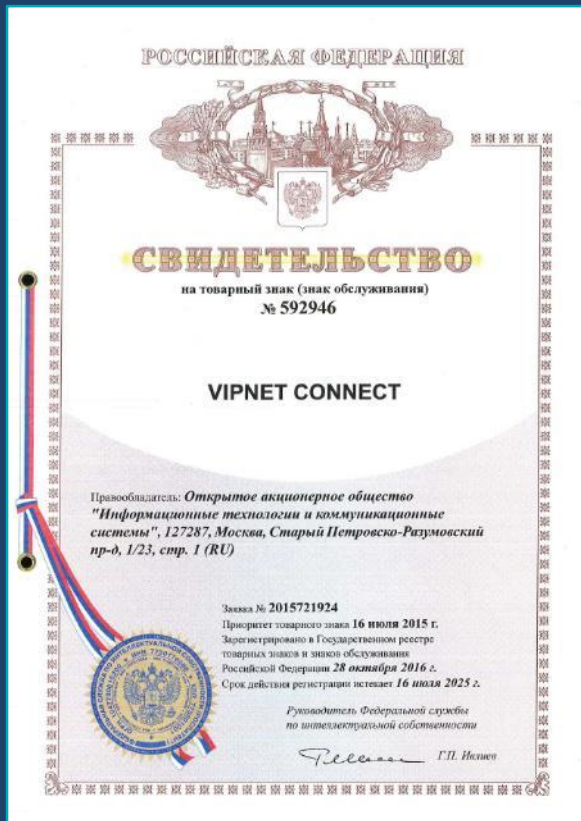 РОССИЙСКАЯ ФЕДЕРАЦИЯ
СВИДЕТЕЛЬСТВО
на товарный знак (знак обслуживания)
№ 592946
VIPNET CONNECT
Правообладатель: Открытое акционерное общество
"Информационные технологии и коммуникационные
системы", 127287, Москва, Старый Петровско-Разумовский
пр-д, 1/23, стр. 1 (RU)
Заявка № 2015721924
Приоритет товарного знака 16 июля 2015 г.
Зарегистрировано в Государственном реестре
товарных знаков и знаков обслуживания
Российской Федерации 28 октября 2016 г.
Срок действия регистрации истекает 16 июля 2025 г.
Руководитель Федеральной службы
по интеллектуальной собственности
Г.П. Ивлиев